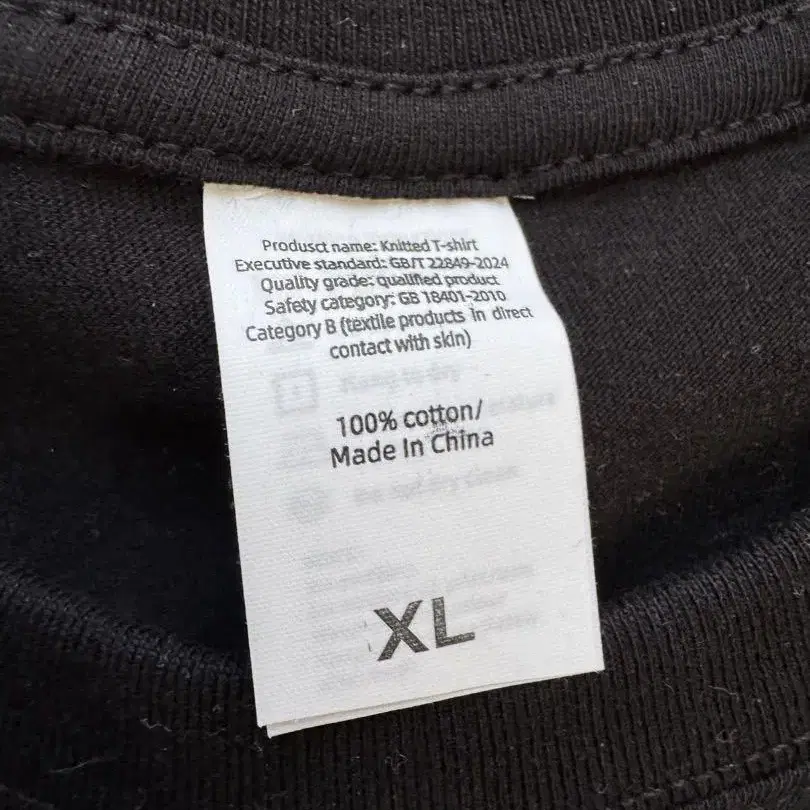 Produsct name: Knitted T-shirt
Executive standard: GB/T 22849-2024
Quality grade: qualified product
Safety category: GB 18401-2010
Category B (textile products in direct
contact with skin)
100% cotton/
Made In China
XL